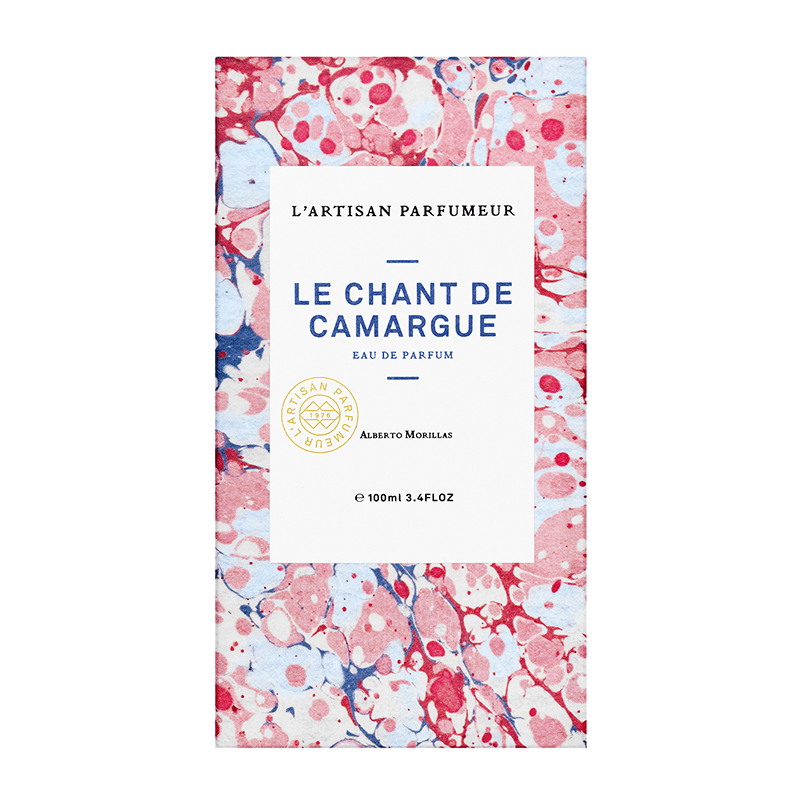 L'ARTISAN PARFUMEUR
LE CHANT DE
CAMARGUE
EAU DE PARFUM
L'ARTISAN PARFUMEUR
1976
ALBERTO MORILLAS
℮ 100ml 3.4FLOZ